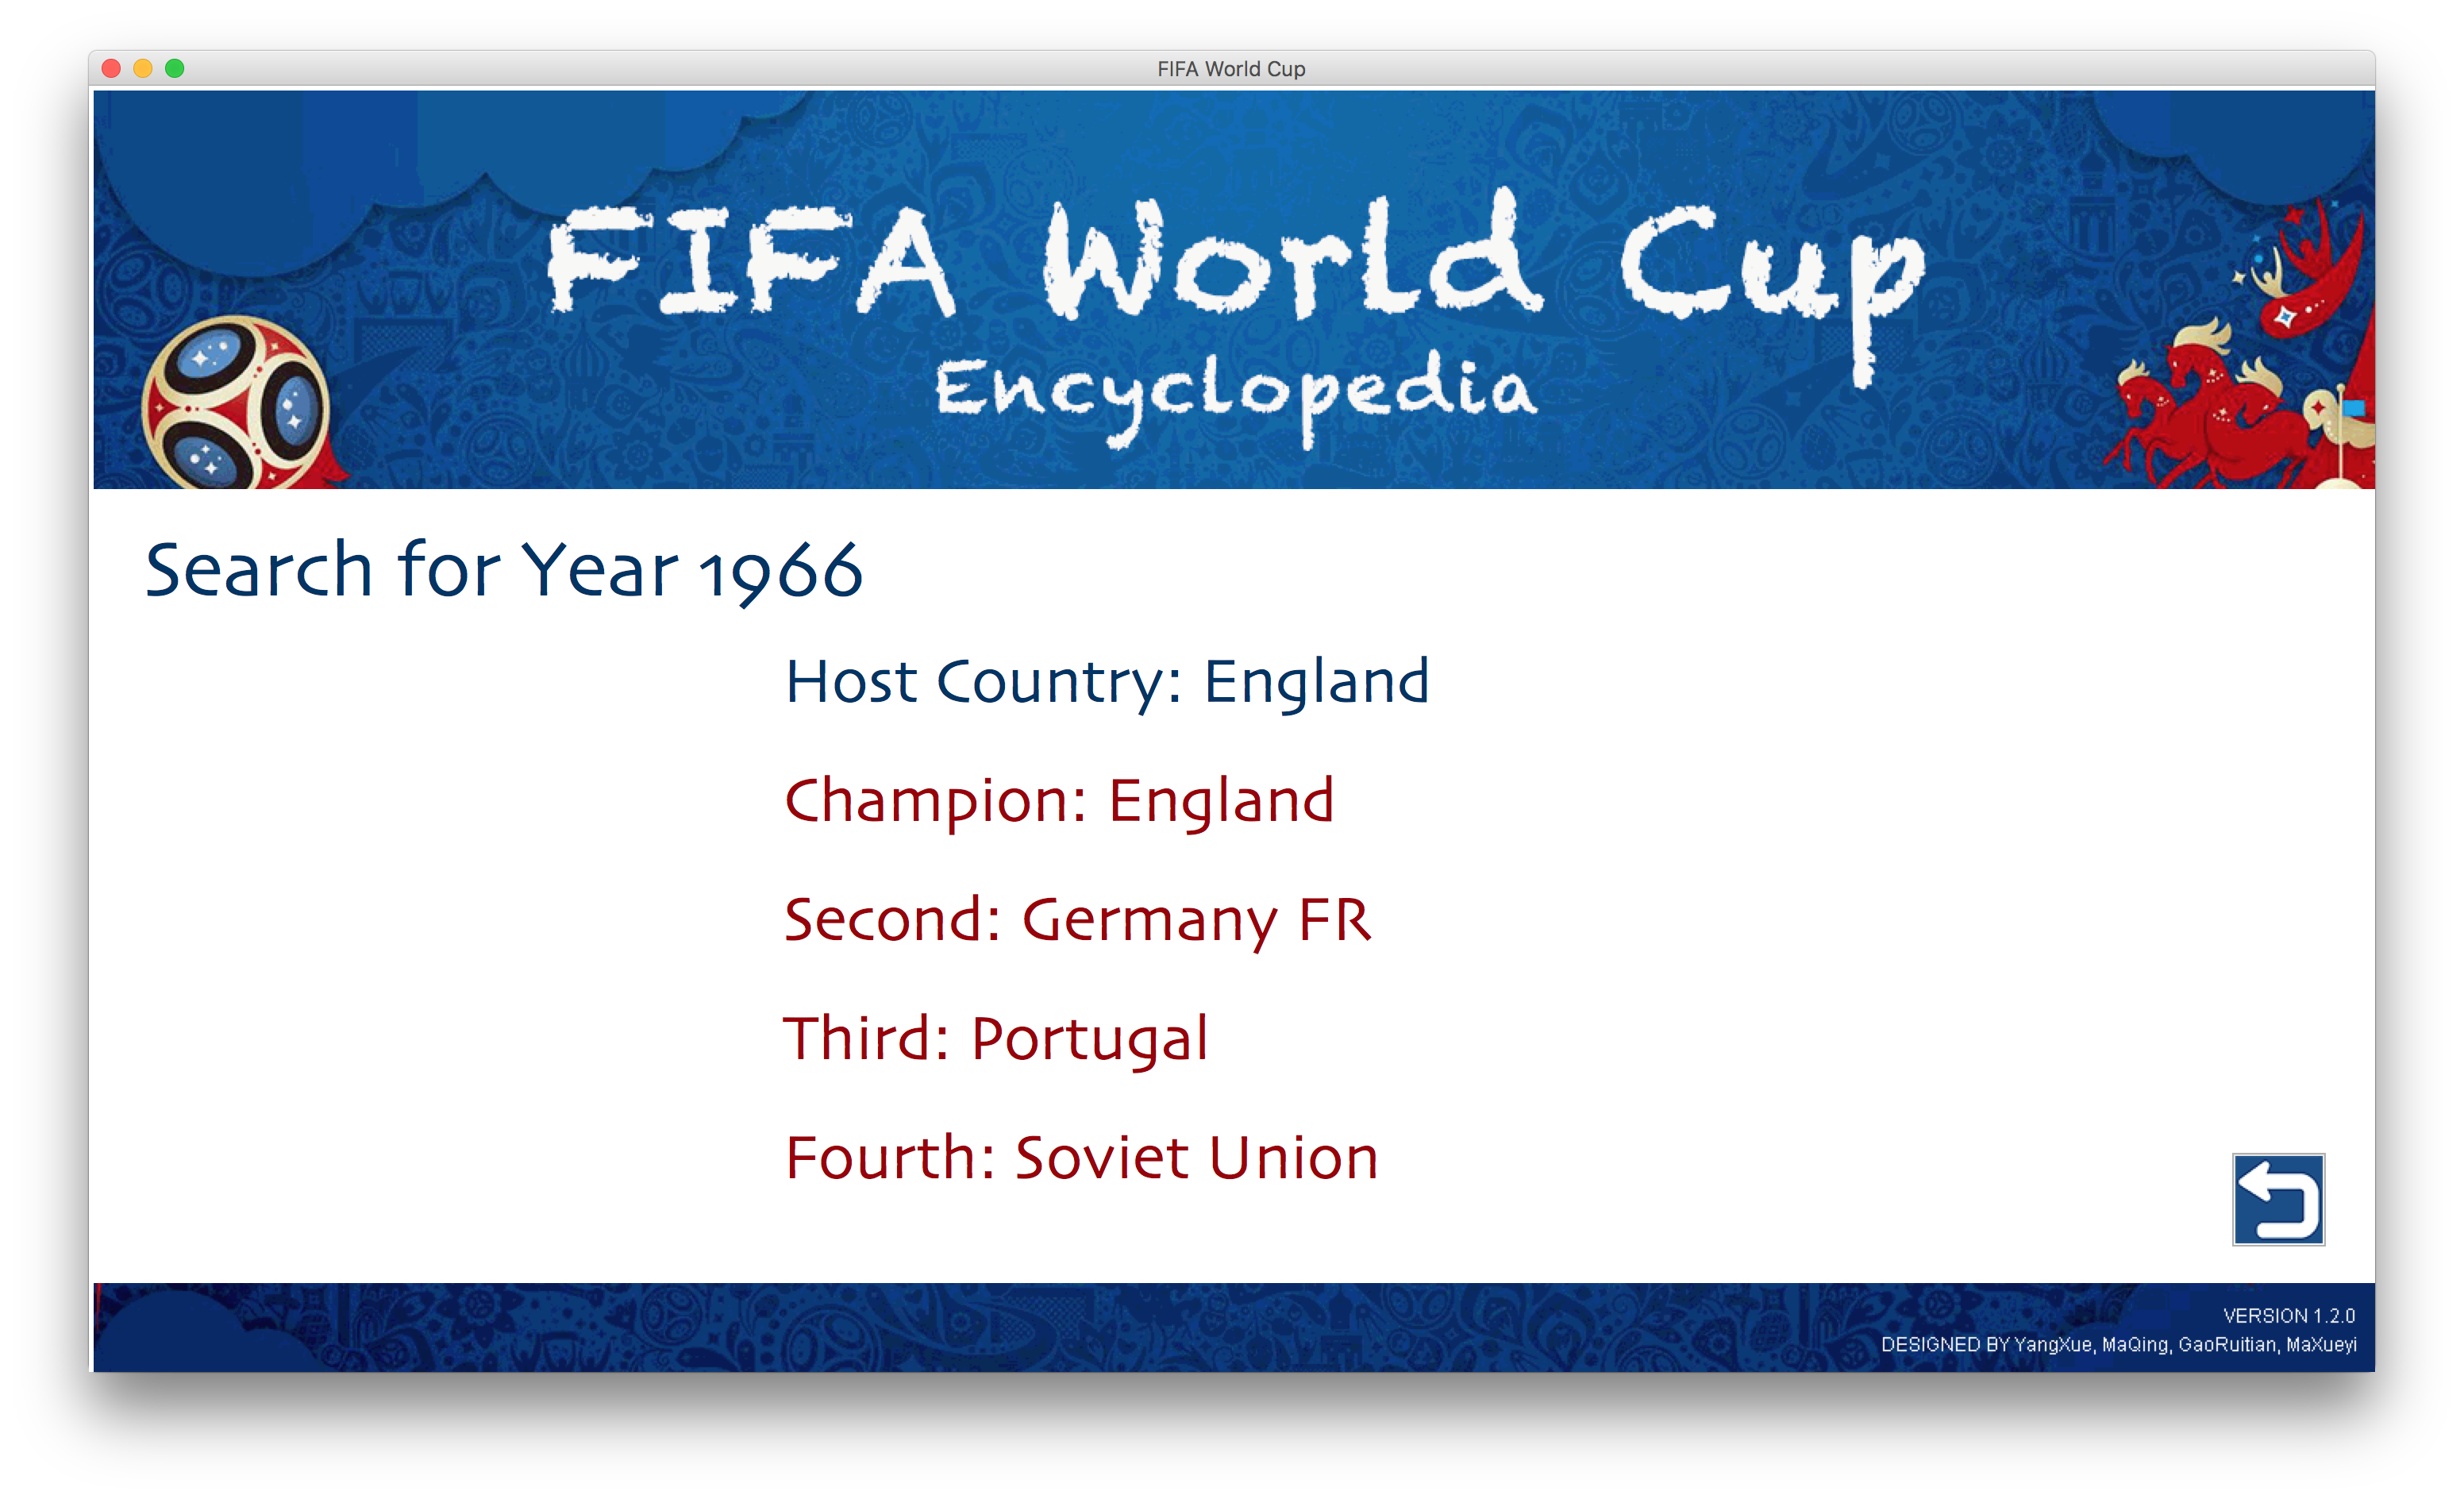 FIFA World Cup
FIFA World Cup
Encyclopedia
Search for Year 1966
Host Country: England
Champion: England
Second: Germany FR
Third: Portugal
Fourth: Soviet Union
VERSION 1.2.0
DESIGNED BY YangXue, MaQing, GaoRuitian, MaXueyi